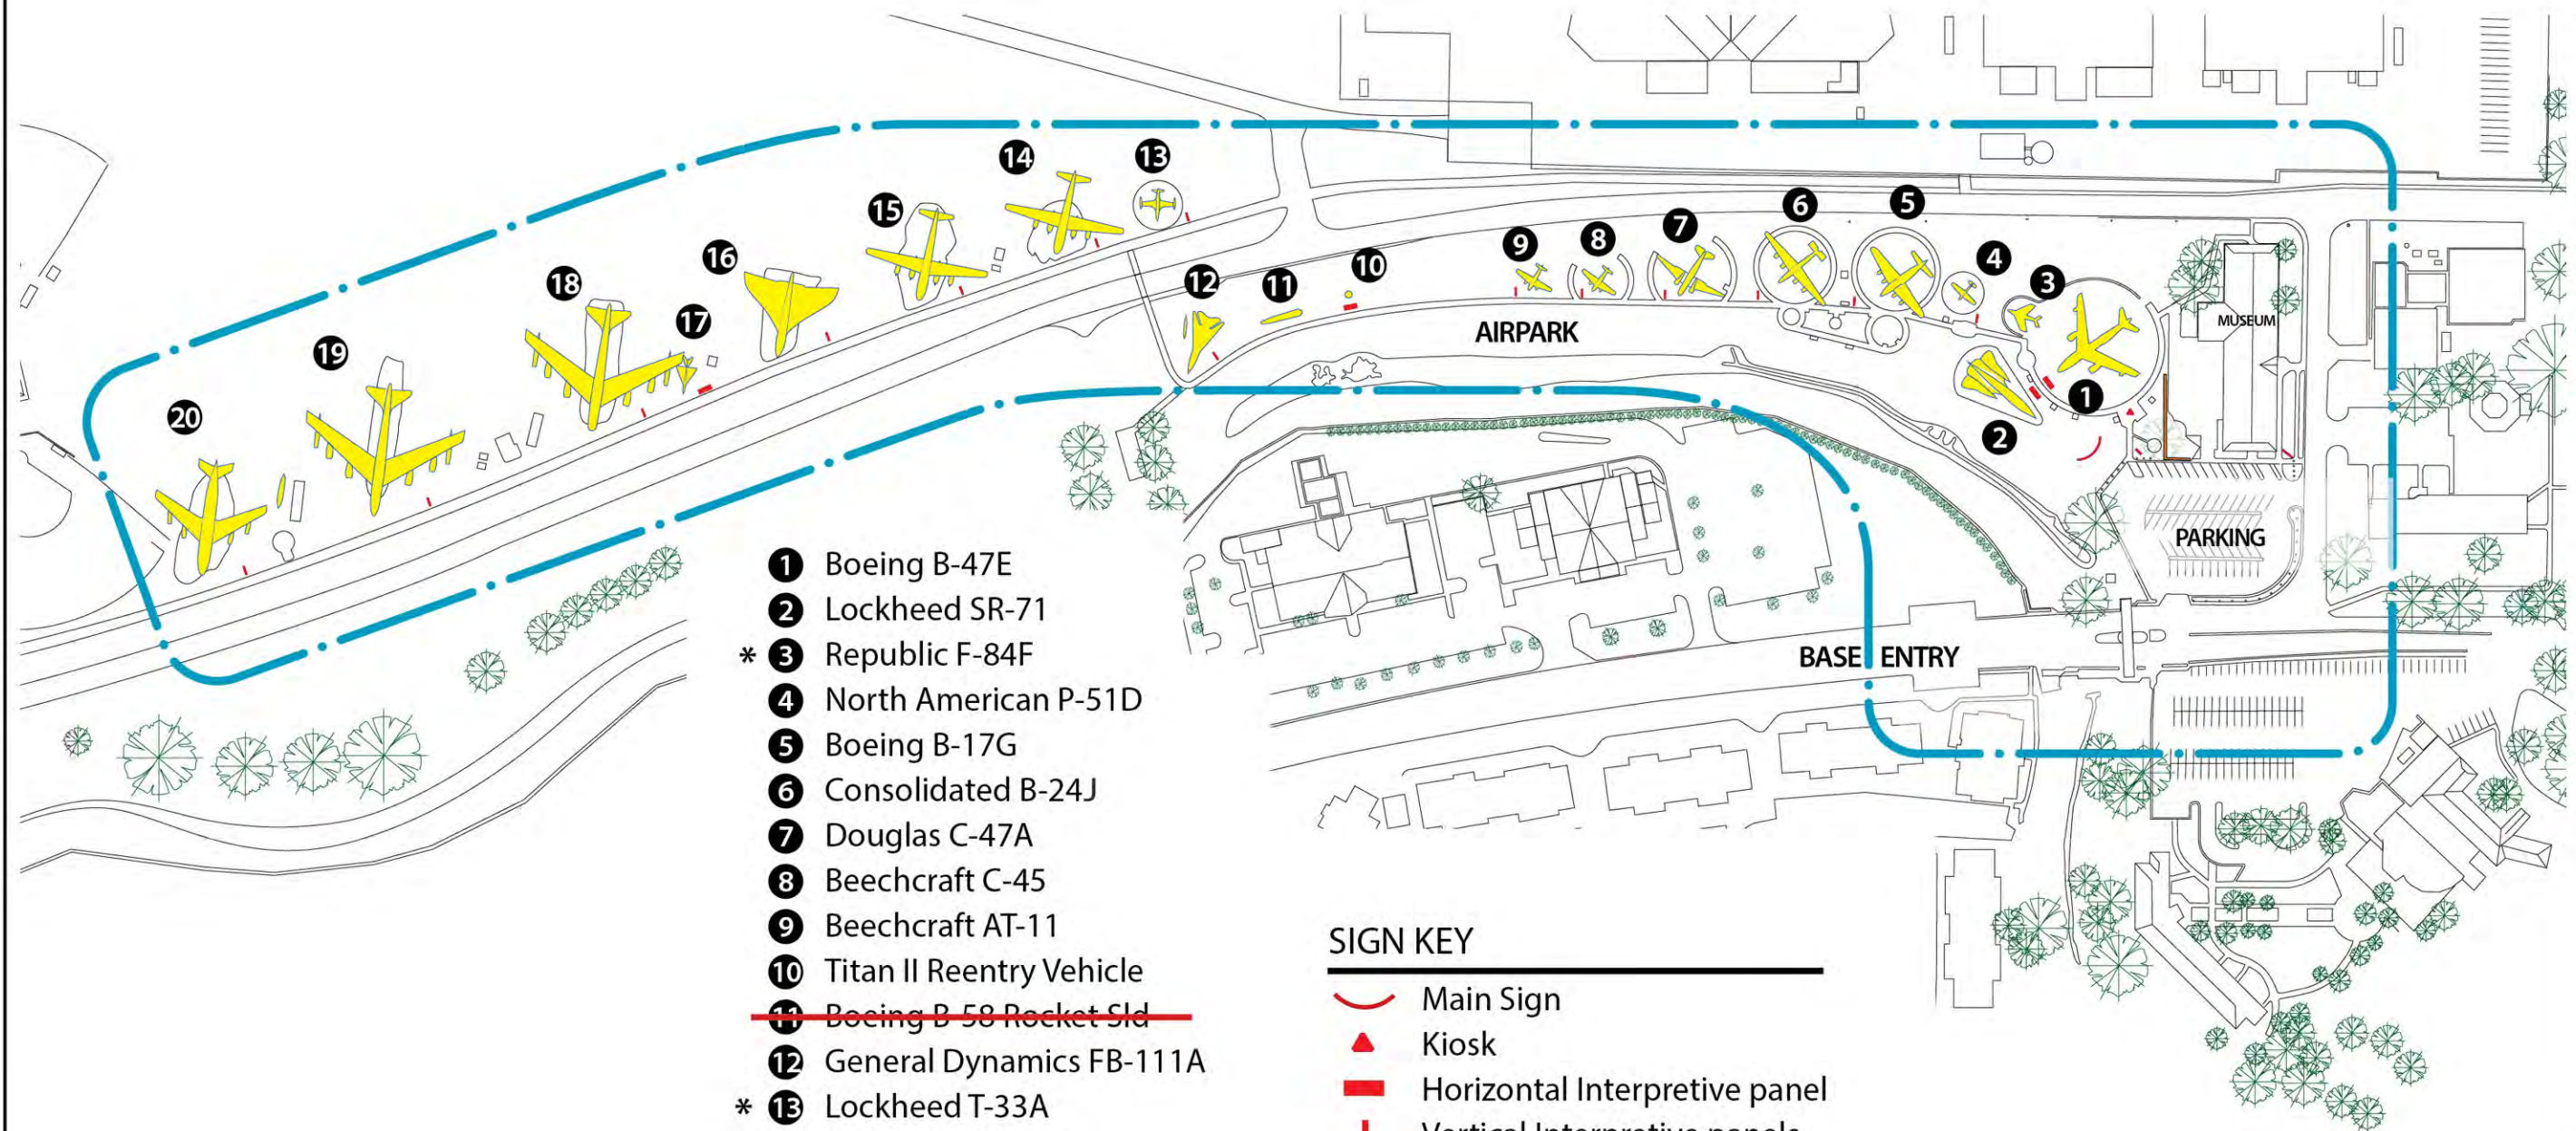 14
13
15
16
6
5
18
12
11
10
9
8
7
4
3
17
19
AIRPARK
MUSEUM
20
1
2
PARKING
BASE ENTRY
1 Boeing B-47E
2 Lockheed SR-71
* 3 Republic F-84F
4 North American P-51D
5 Boeing B-17G
6 Consolidated B-24J
7 Douglas C-47A
8 Beechcraft C-45
9 Beechcraft AT-11
10 Titan II Reentry Vehicle
11 Boeing B-58 Rocket Sld
12 General Dynamics FB-111A
* 13 Lockheed T-33A
SIGN KEY
Main Sign
Kiosk
Horizontal Interpretive panel
Vertical Interpretive panels